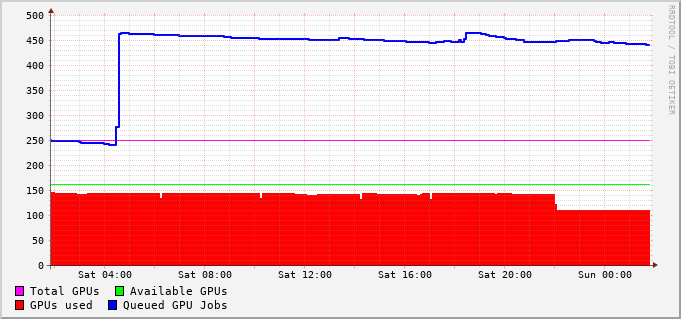 500
450
400
350
300
250
200
150
100
50
0
Sat 04:00 Sat 08:00 Sat 12:00 Sat 16:00 Sat 20:00 Sun 00:00
Total GPUs Available GPUs
GPUs used Queued GPU Jobs
RRDTOOL / TOBI OETIKER